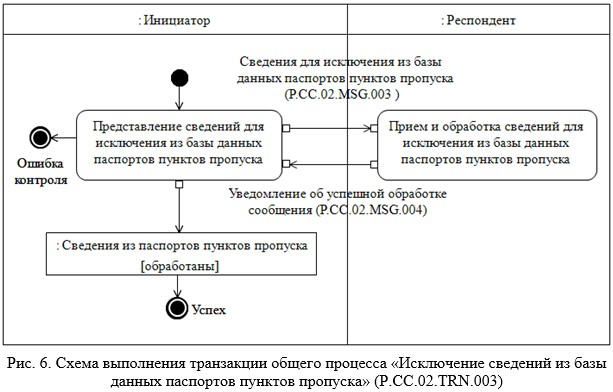 : Инициатор
: Респондент
Сведения для исключения из базы
данных паспортов пунктов пропуска
(P.CC.02.MSG.003 )
Представление сведений для
исключения из базы данных
паспортов пунктов пропуска
Прием и обработка сведений для
исключения из базы данных
паспортов пунктов пропуска
Ошибка
контроля
Уведомление об успешной обработке
сообщения (P.CC.02.MSG.004)
: Сведения из паспортов пунктов пропуска
[обработаны]
Успех
Рис. 6. Схема выполнения транзакции общего процесса «Исключение сведений из базы
данных паспортов пунктов пропуска» (P.CC.02.TRN.003)